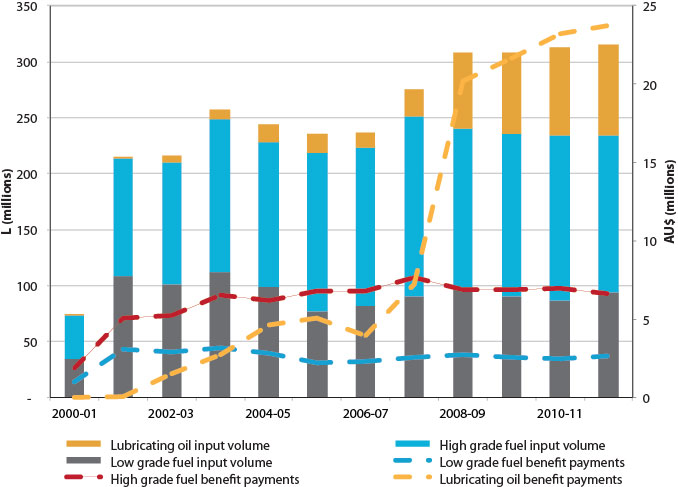 350
300
250
200
150
100
50
-
L (millions)
25
20
15
10
5
0
AU$ (millions)
2000-01 2002-03 2004-05 2006-07 2008-09 2010-11
Lubricating oil input volume High grade fuel input volume
Low grade fuel input volume Low grade fuel benefit payments
High grade fuel benefit payments Lubricating oil benefit payments